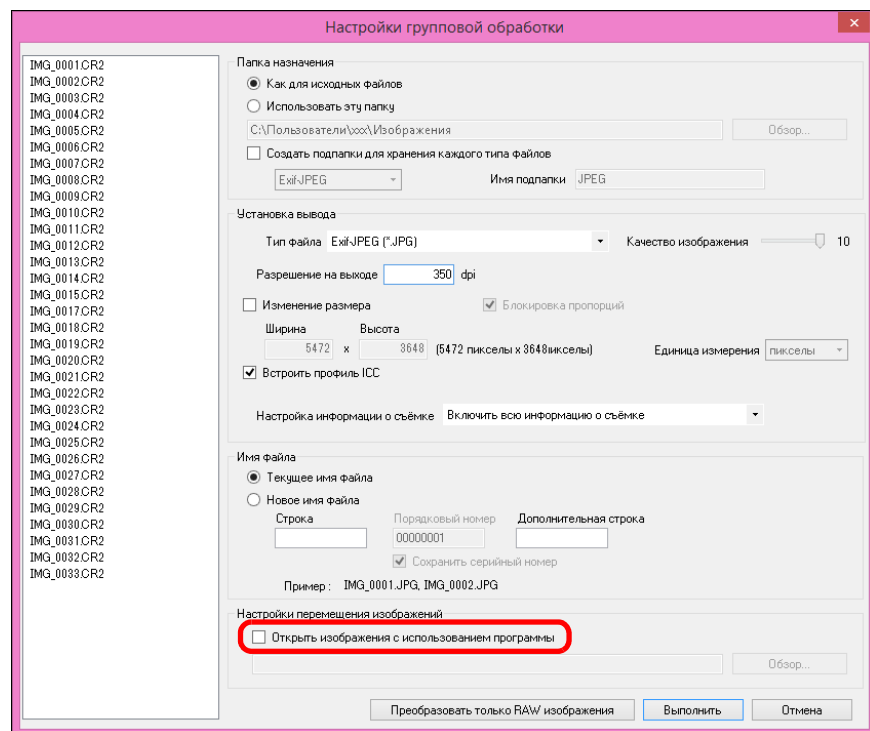 Настройки групповой обработки
IMG_0001.CR2
IMG_0002.CR2
IMG_0003.CR2
IMG_0004.CR2
IMG_0005.CR2
IMG_0006.CR2
IMG_0007.CR2
IMG_0008.CR2
IMG_0009.CR2
IMG_0010.CR2
IMG_0011.CR2
IMG_0012.CR2
IMG_0013.CR2
IMG_0014.CR2
IMG_0015.CR2
IMG_0017.CR2
IMG_0018.CR2
IMG_0019.CR2
IMG_0020.CR2
IMG_0021.CR2
IMG_0022.CR2
IMG_0023.CR2
IMG_0024.CR2
IMG_0025.CR2
IMG_0026.CR2
IMG_0027.CR2
IMG_0028.CR2
IMG_0029.CR2
IMG_0030.CR2
IMG_0031.CR2
IMG_0032.CR2
IMG_0033.CR2
Папка назначения
Как для исходных файлов
Использовать эту папку
C:\Пользователи\xxx\Изображения Обзор...
Создать подпапки для хранения каждого типа файлов
Exif-JPEG Имя подпапки JPEG
Установка вывода
Тип файла Exif-JPEG (*.JPG) Качество изображения 10
Разрешение на выходе 350 dpi
Изменение размера Блокировка пропорций
Ширина Высота
5472 x 3648 (5472 пикселы x 3648икселы) Единица измерения пикселы
Встроить профиль ICC
Настройка информации о съёмке Включить всю информацию о съёмке
Имя файла
Текущее имя файла
Новое имя файла
Строка Порядковый номер Дополнительная строка
00000001
Сохранить серийный номер
Пример : IMG_0001.JPG, IMG_0002.JPG
Настройки перемещения изображений
Открыть изображения с использованием программы
Обзор...
Преобразовать только RAW изображения Выполнить Отмена